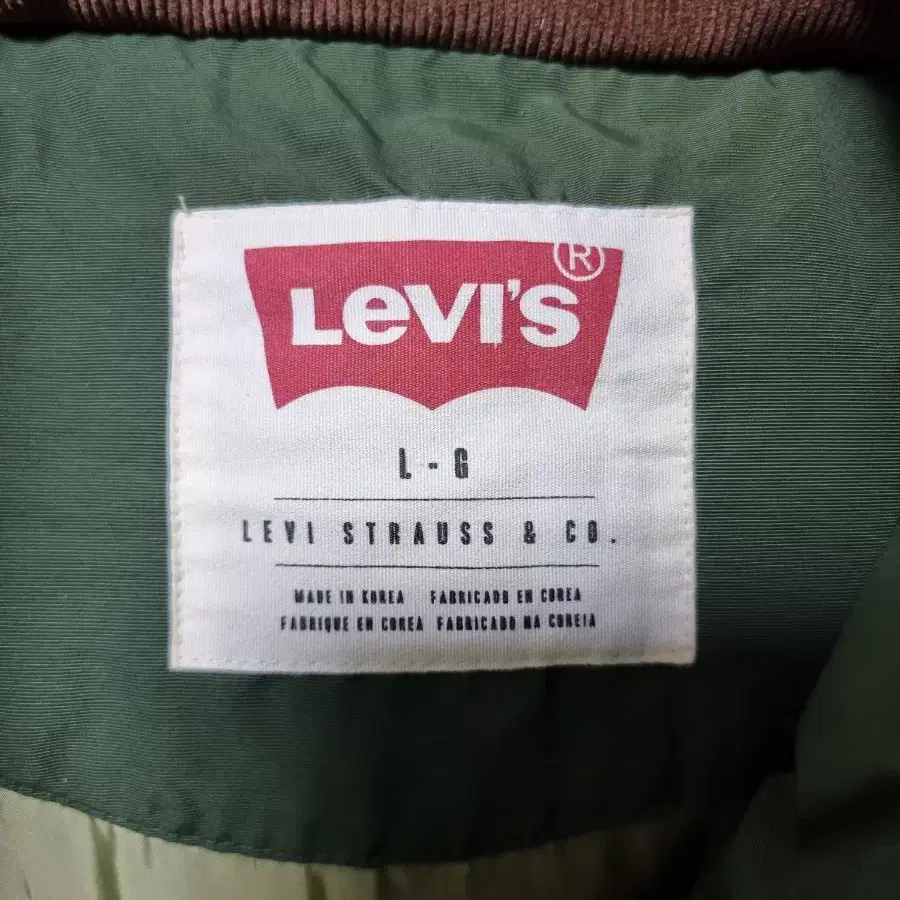 LEVI'S ®
L - G
LEVI STRAUSS & CO.
MADE IN KOREA FABRICADO EN COREA
FABRIQUE EN COREA FABRICADO NA COREIA